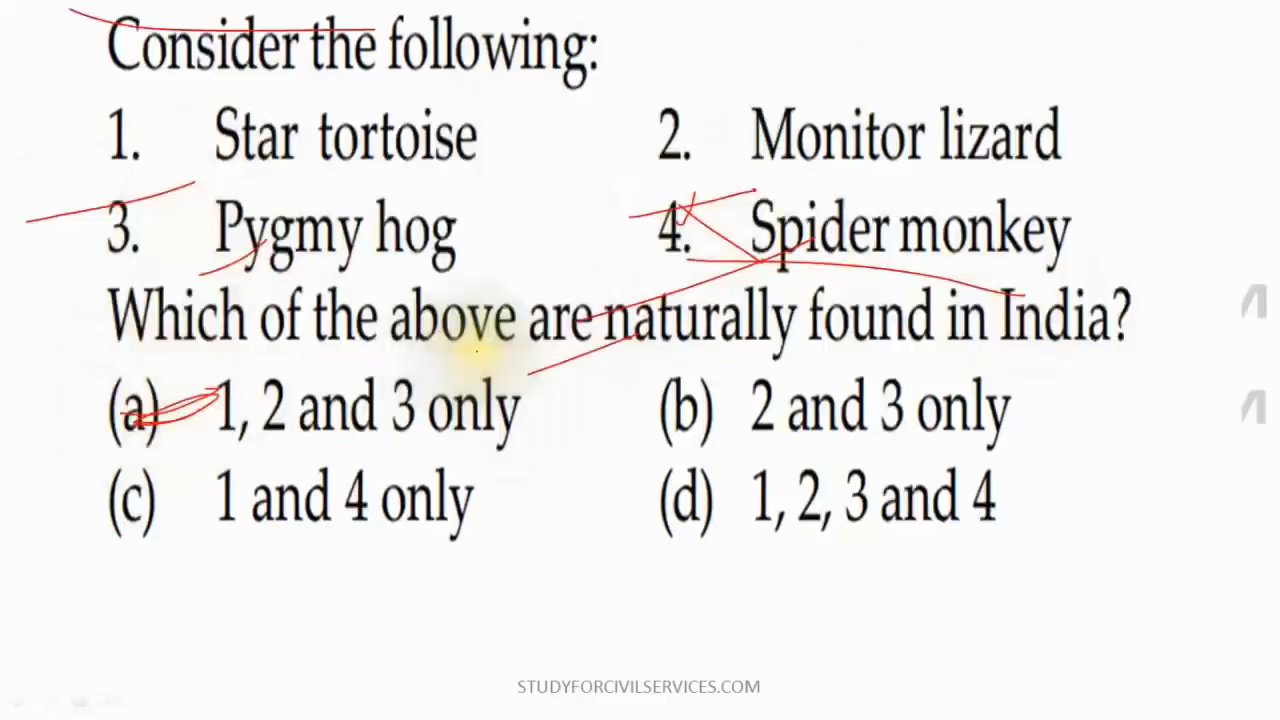 Consider the following:
1. Star tortoise 2. Monitor lizard
3. Pygmy hog 4. Spider monkey
Which of the above are naturally found in India?
(a) 1, 2 and 3 only (b) 2 and 3 only
(c) 1 and 4 only (d) 1, 2, 3 and 4
STUDYFORCIVILSERVICES.COM